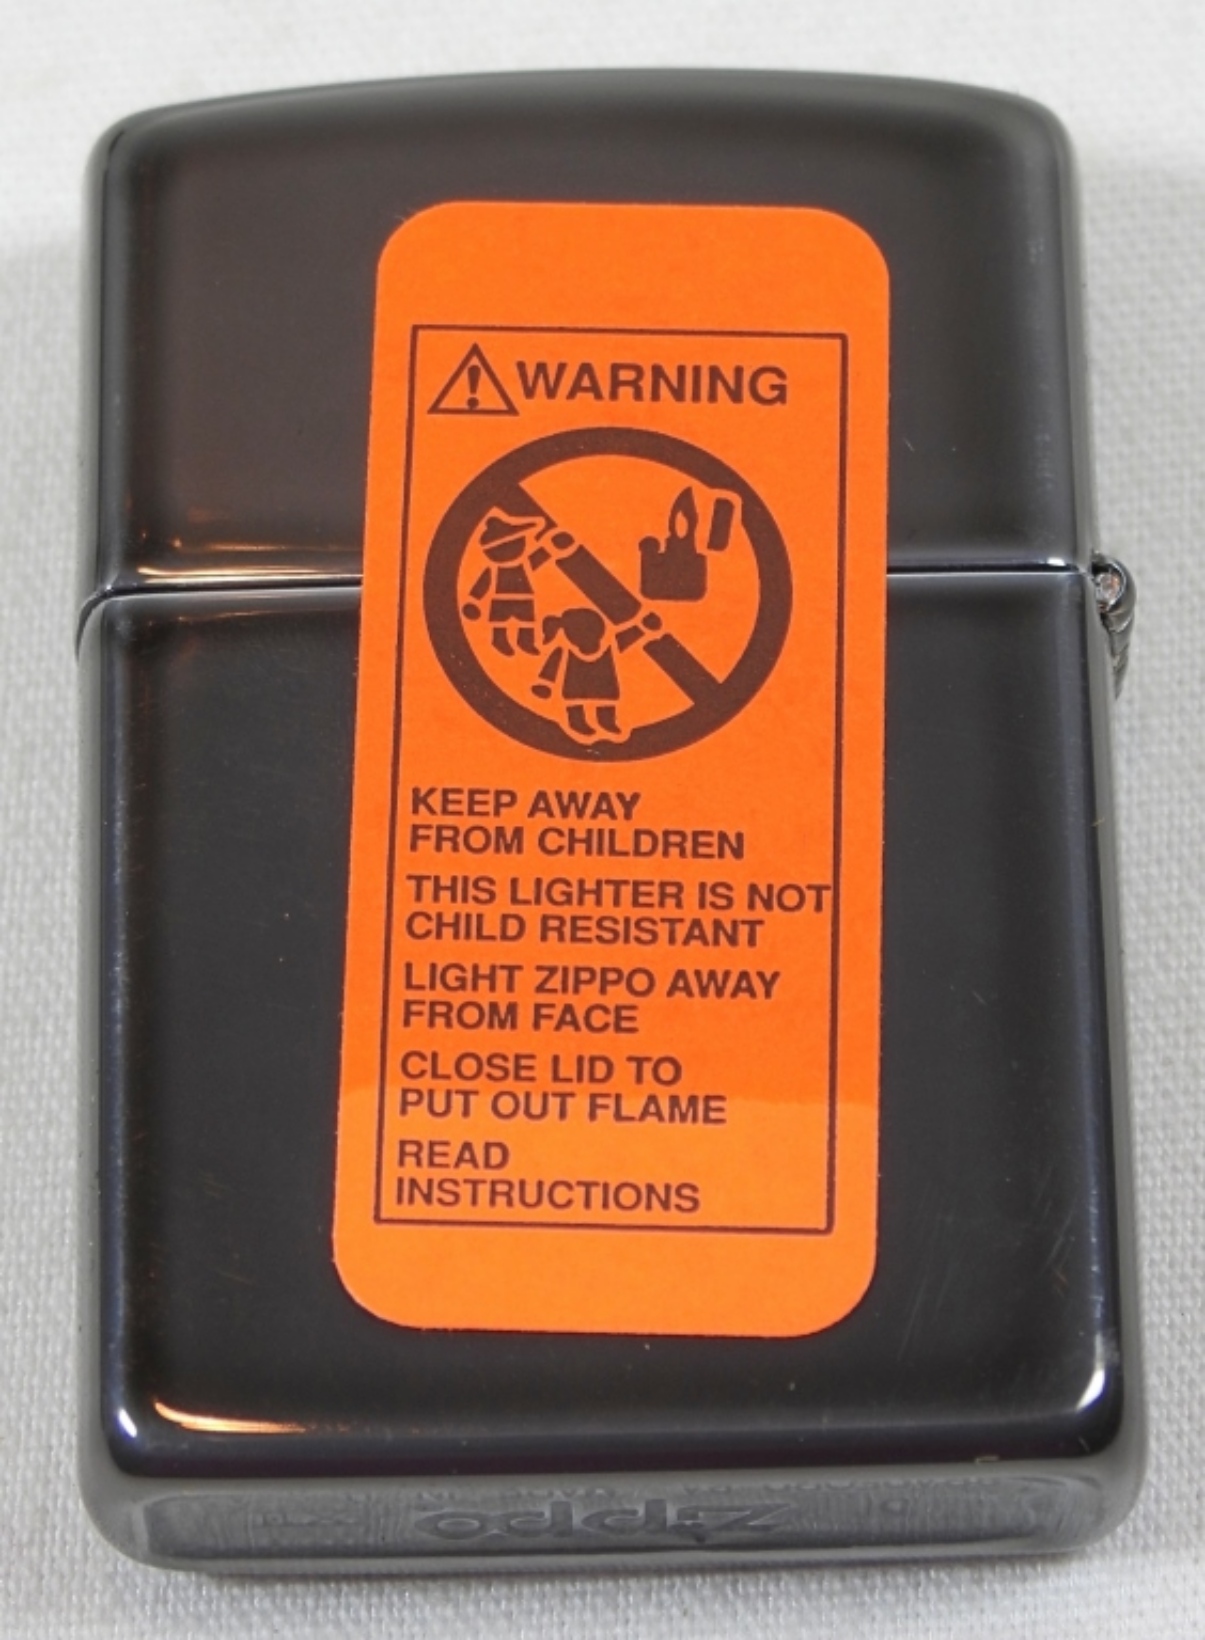 WARNING
KEEP AWAY
FROM CHILDREN
THIS LIGHTER IS NOT
CHILD RESISTANT
LIGHT ZIPPO AWAY
FROM FACE
CLOSE LID TO
PUT OUT FLAME
READ
INSTRUCTIONS
Zippo